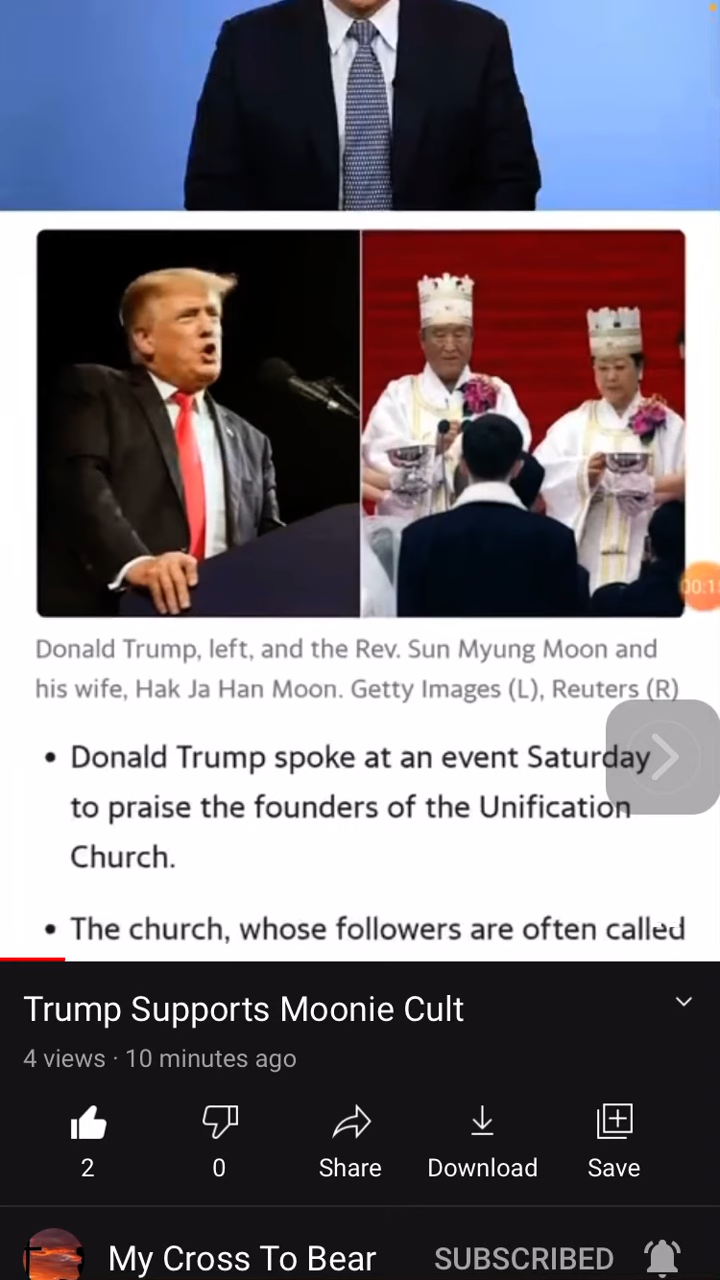 00:1
Donald Trump, left, and the Rev. Sun Myung Moon and
his wife, Hak Ja Han Moon. Getty Images (L), Reuters (R)
• Donald Trump spoke at an event Saturday
to praise the founders of the Unification
Church.
• The church, whose followers are often called
Trump Supports Moonie Cult
4 views · 10 minutes ago
2
0
Share
Download
Save
My Cross To Bear
SUBSCRIBED